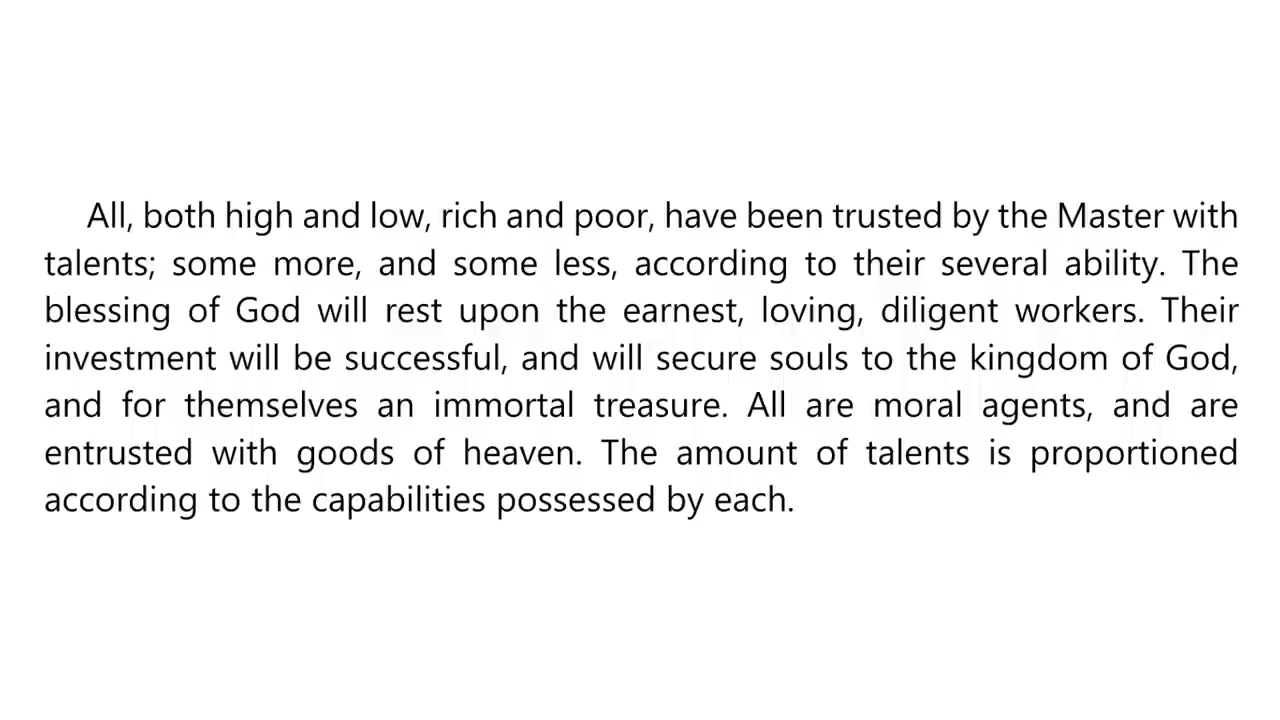 All, both high and low, rich and poor, have been trusted by the Master with
talents; some more, and some less, according to their several ability. The
blessing of God will rest upon the earnest, loving, diligent workers. Their
investment will be successful, and will secure souls to the kingdom of God,
and for themselves an immortal treasure. All are moral agents, and are
entrusted with goods of heaven. The amount of talents is proportioned
according to the capabilities possessed by each.